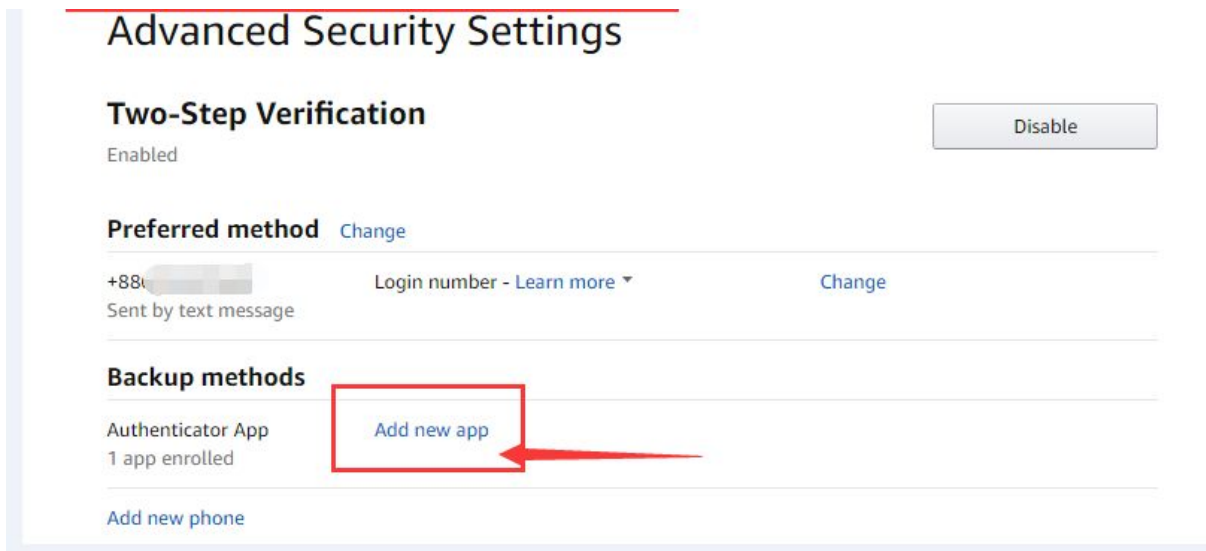 Advanced Security Settings
Two-Step Verification
Disable
Enabled
Preferred method Change
+88
Login number - Learn more
Change
Sent by text message
Backup methods
Authenticator App
Add new app
1 app enrolled
Add new phone